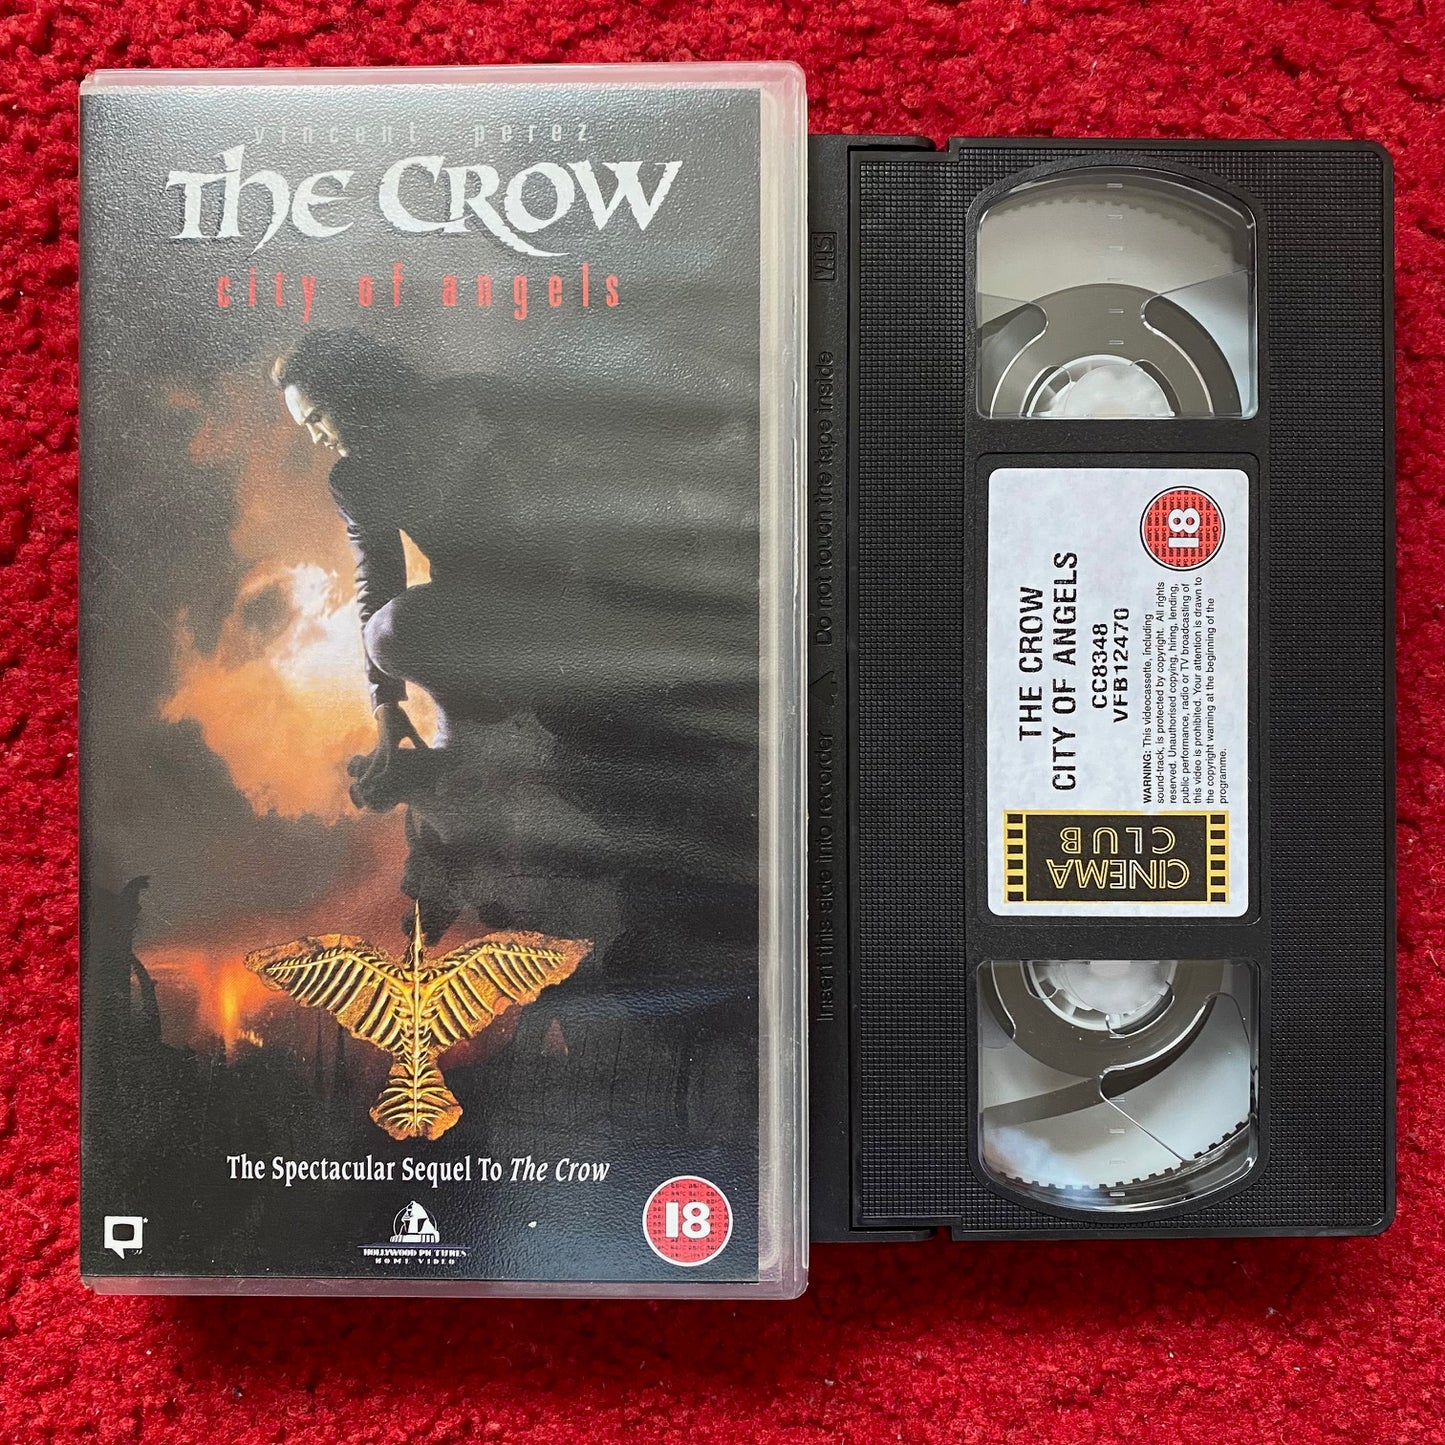 vincent perez
The Crow
city of angels
The Spectacular Sequel To The Crow
HOLLYWOOD PICTURES
HOME VIDEO
18
VHS
Insert this side into recorder
Do not touch the tape inside
CINEMA
CLUB
THE CROW
CITY OF ANGELS
CC8348
VFB12470
WARNING: This videocassette, including
sound-track, is protected by copyright. All rights
reserved. Unauthorised copying, hiring, lending,
public performance, radio or TV broadcasting of
this video is prohibited. Your attention is drawn to
the copyright warning at the beginning of the
programme.
18